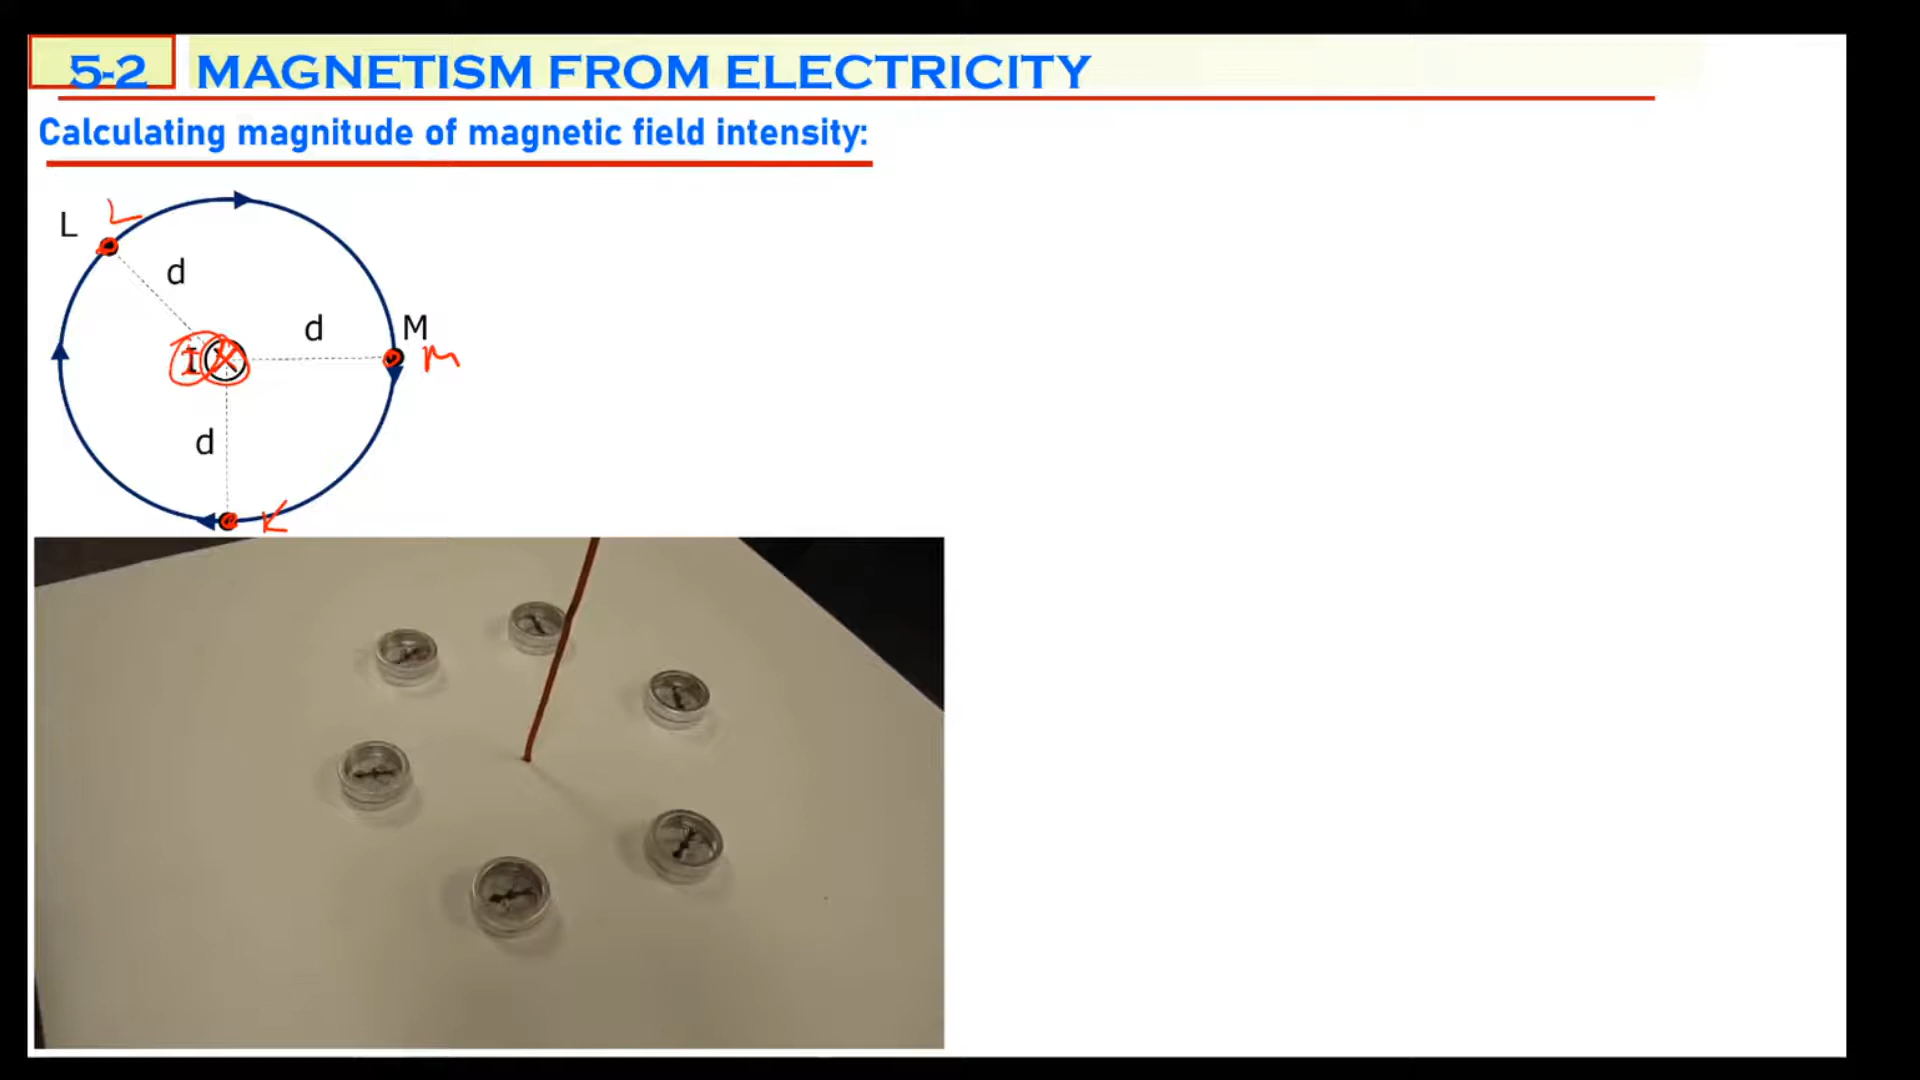 5-2 MAGNETISM FROM ELECTRICITY
Calculating magnitude of magnetic field intensity:
L L
d
d M
I X M
d
K